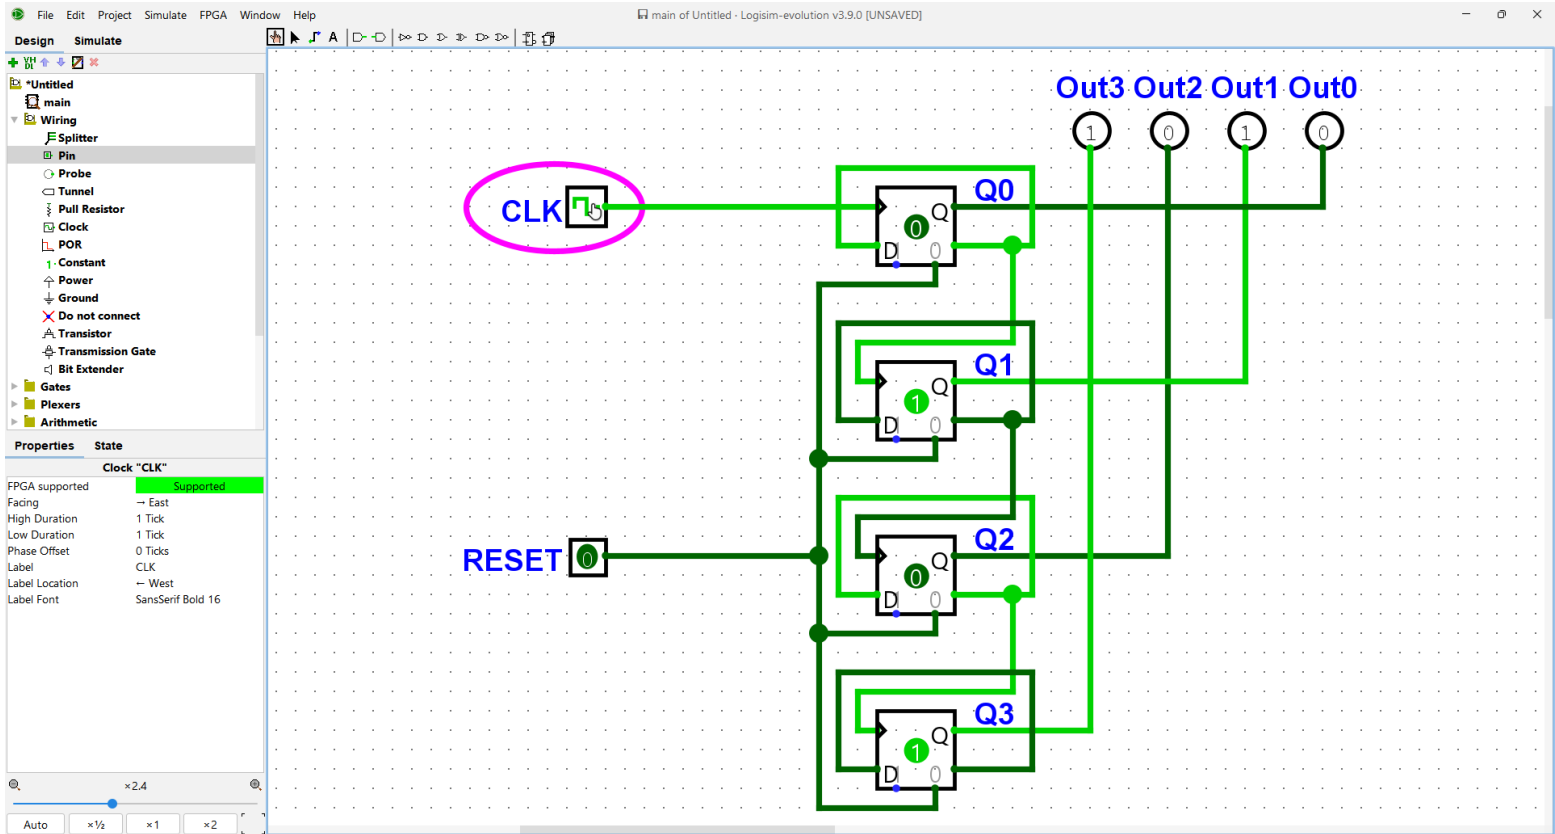 File Edit Project Simulate FPGA Window Help
main of Untitled · Logisim-evolution v3.9.0 [UNSAVED]
Design Simulate
A
VH
DL
*Untitled
main
Wiring
Splitter
Pin
Probe
Tunnel
Pull Resistor
Clock
POR
1 Constant
Power
Ground
Do not connect
Transistor
Transmission Gate
Bit Extender
Gates
Plexers
Arithmetic
Properties State
Clock "CLK"
FPGA supported Supported
Facing → East
High Duration 1 Tick
Low Duration 1 Tick
Phase Offset 0 Ticks
Label CLK
Label Location ← West
Label Font SansSerif Bold 16
×2.4
Auto ×½ ×1 ×2
Out3 Out2 Out1 Out0
1 0 1 0
CLK
Q0
Q
0
D 0
Q1
Q
1
D 0
RESET 0
Q2
Q
0
D 0
Q3
Q
1
D 0